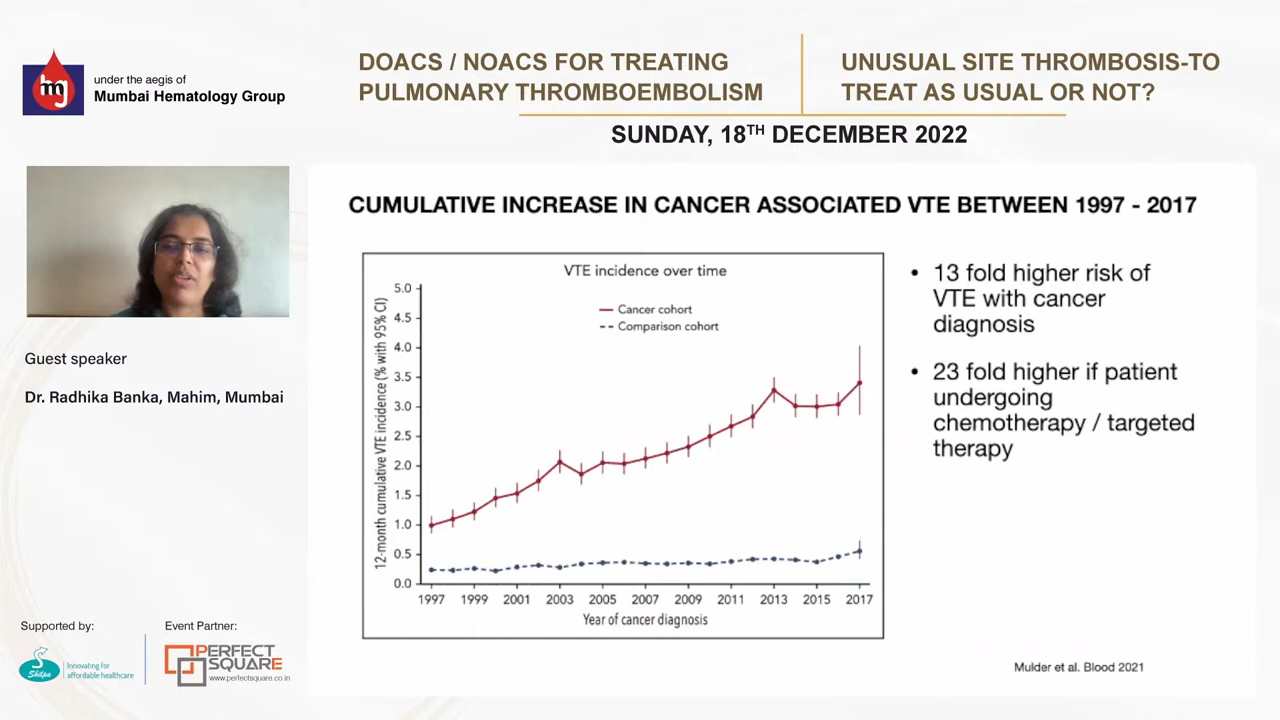 DOACS / NOACS FOR TREATING
PULMONARY THROMBOEMBOLISM
UNUSUAL SITE THROMBOSIS-TO
TREAT AS USUAL OR NOT?
SUNDAY, 18TH DECEMBER 2022
mg
under the aegis of
Mumbai Hematology Group
Guest speaker
Dr. Radhika Banka, Mahim, Mumbai
Supported by:
Shilpa
Innovating for
affordable healthcare
Event Partner:
PERFECT
SQUARE
www.perfectsquare.co.in
CUMULATIVE INCREASE IN CANCER ASSOCIATED VTE BETWEEN 1997 - 2017
VTE incidence over time
Cancer cohort
Comparison cohort
12-month cumulative VTE incidence (% with 95% CI)
5.0
4.5
4.0
3.5
3.0
2.5
2.0
1.5
1.0
0.5
0.0
1997 1999 2001 2003 2005 2007 2009 2011 2013 2015 2017
Year of cancer diagnosis
• 13 fold higher risk of
VTE with cancer
diagnosis
• 23 fold higher if patient
undergoing
chemotherapy / targeted
therapy
Mulder et al. Blood 2021